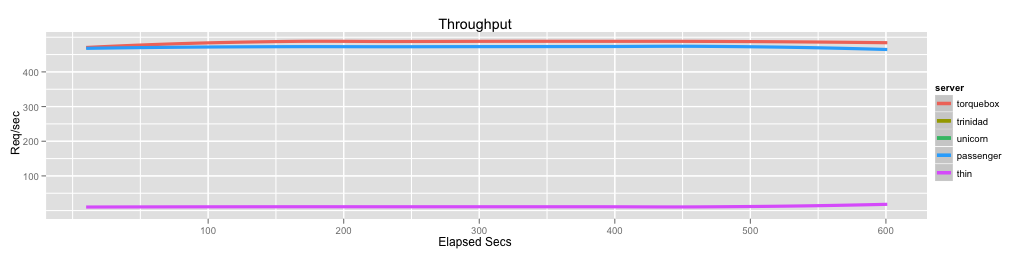 Throughput
Req/sec
400
300
200
100
100 200 300 400 500 600
Elapsed Secs
server
torquebox
trinidad
unicorn
passenger
thin